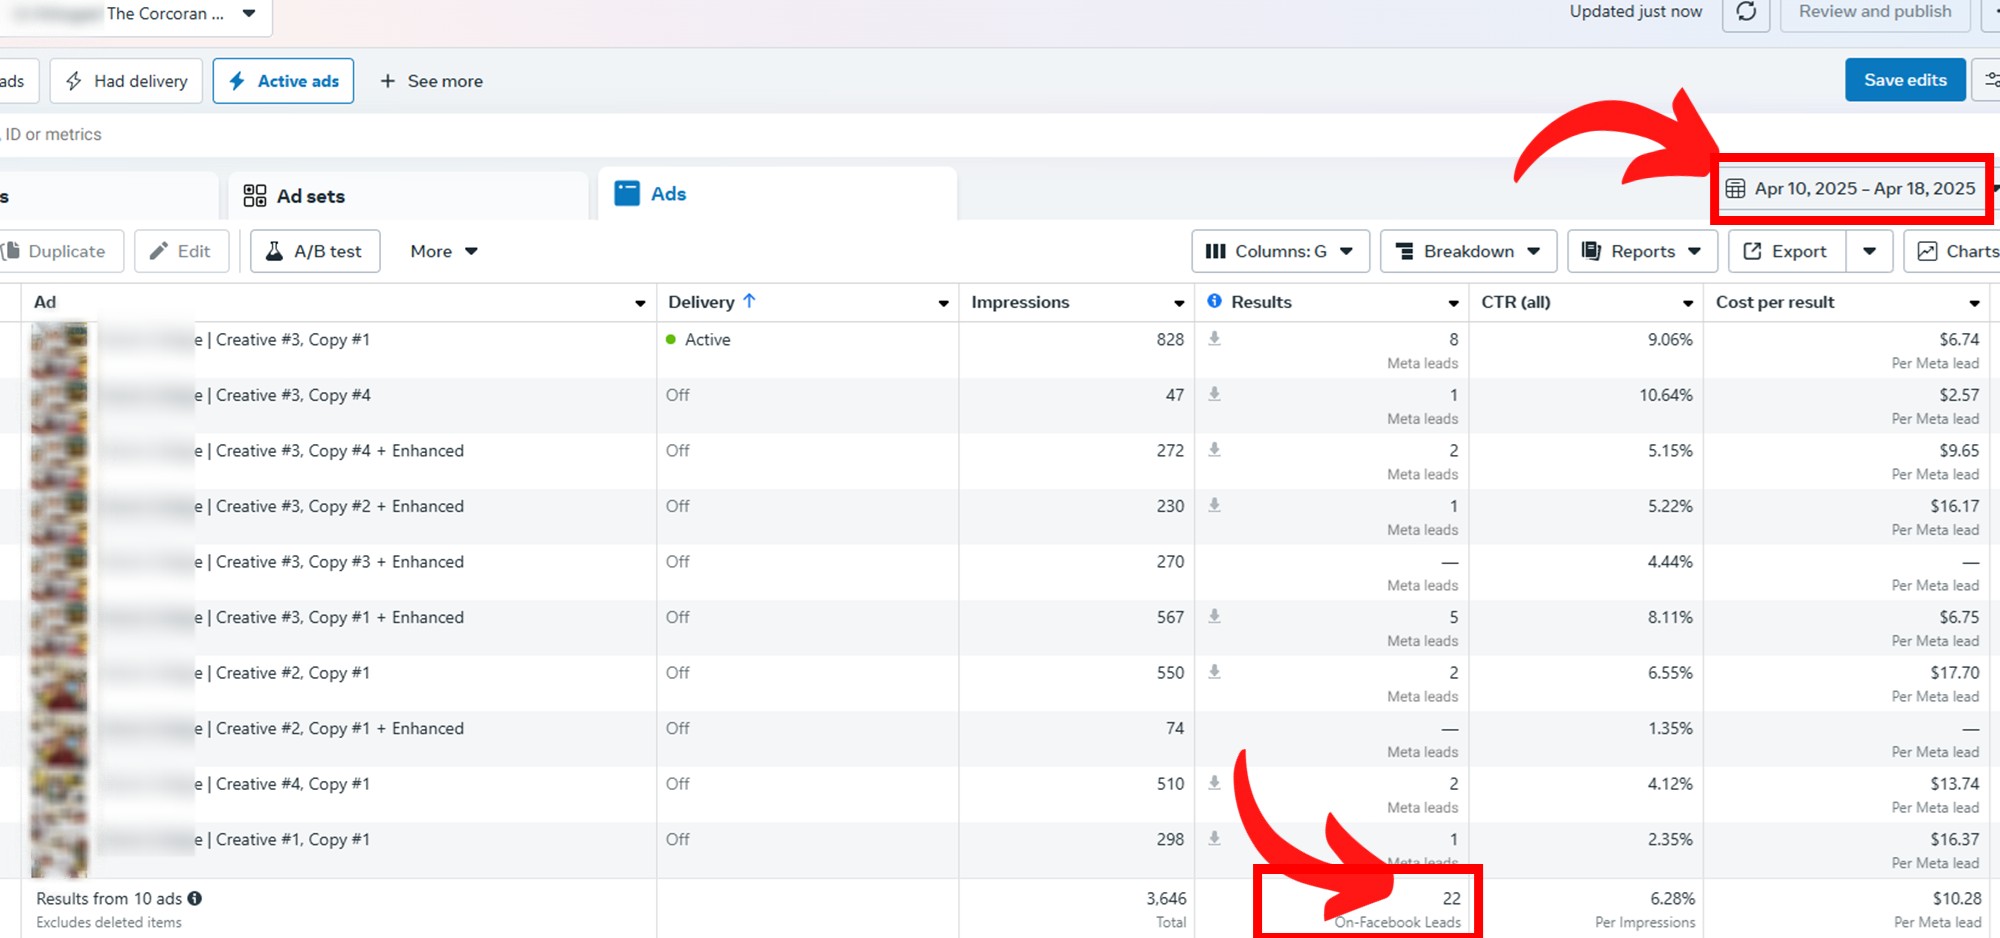 The Corcoran ...
Updated just now
Review and publish
ads
Had delivery
Active ads
+ See more
Save edits
ID or metrics
s
Ad sets
Ads
Apr 10, 2025 – Apr 18, 2025
Duplicate
Edit
A/B test
More
Columns: G
Breakdown
Reports
Export
Charts
Ad
Delivery ↑
Impressions
Results
CTR (all)
Cost per result
e | Creative #3, Copy #1
Active
828
8
Meta leads
9.06%
$6.74
Per Meta lead
e | Creative #3, Copy #4
Off
47
1
Meta leads
10.64%
$2.57
Per Meta lead
e | Creative #3, Copy #4 + Enhanced
Off
272
2
Meta leads
5.15%
$9.65
Per Meta lead
e | Creative #3, Copy #2 + Enhanced
Off
230
1
Meta leads
5.22%
$16.17
Per Meta lead
e | Creative #3, Copy #3 + Enhanced
Off
270
—
Meta leads
4.44%
—
Per Meta lead
e | Creative #3, Copy #1 + Enhanced
Off
567
5
Meta leads
8.11%
$6.75
Per Meta lead
e | Creative #2, Copy #1
Off
550
2
Meta leads
6.55%
$17.70
Per Meta lead
e | Creative #2, Copy #1 + Enhanced
Off
74
—
Meta leads
1.35%
—
Per Meta lead
e | Creative #4, Copy #1
Off
510
2
Meta leads
4.12%
$13.74
Per Meta lead
e | Creative #1, Copy #1
Off
298
1
Meta leads
2.35%
$16.37
Per Meta lead
Results from 10 ads
Excludes deleted items
3,646
Total
22
On-Facebook Leads
6.28%
Per Impressions
$10.28
Per Meta lead